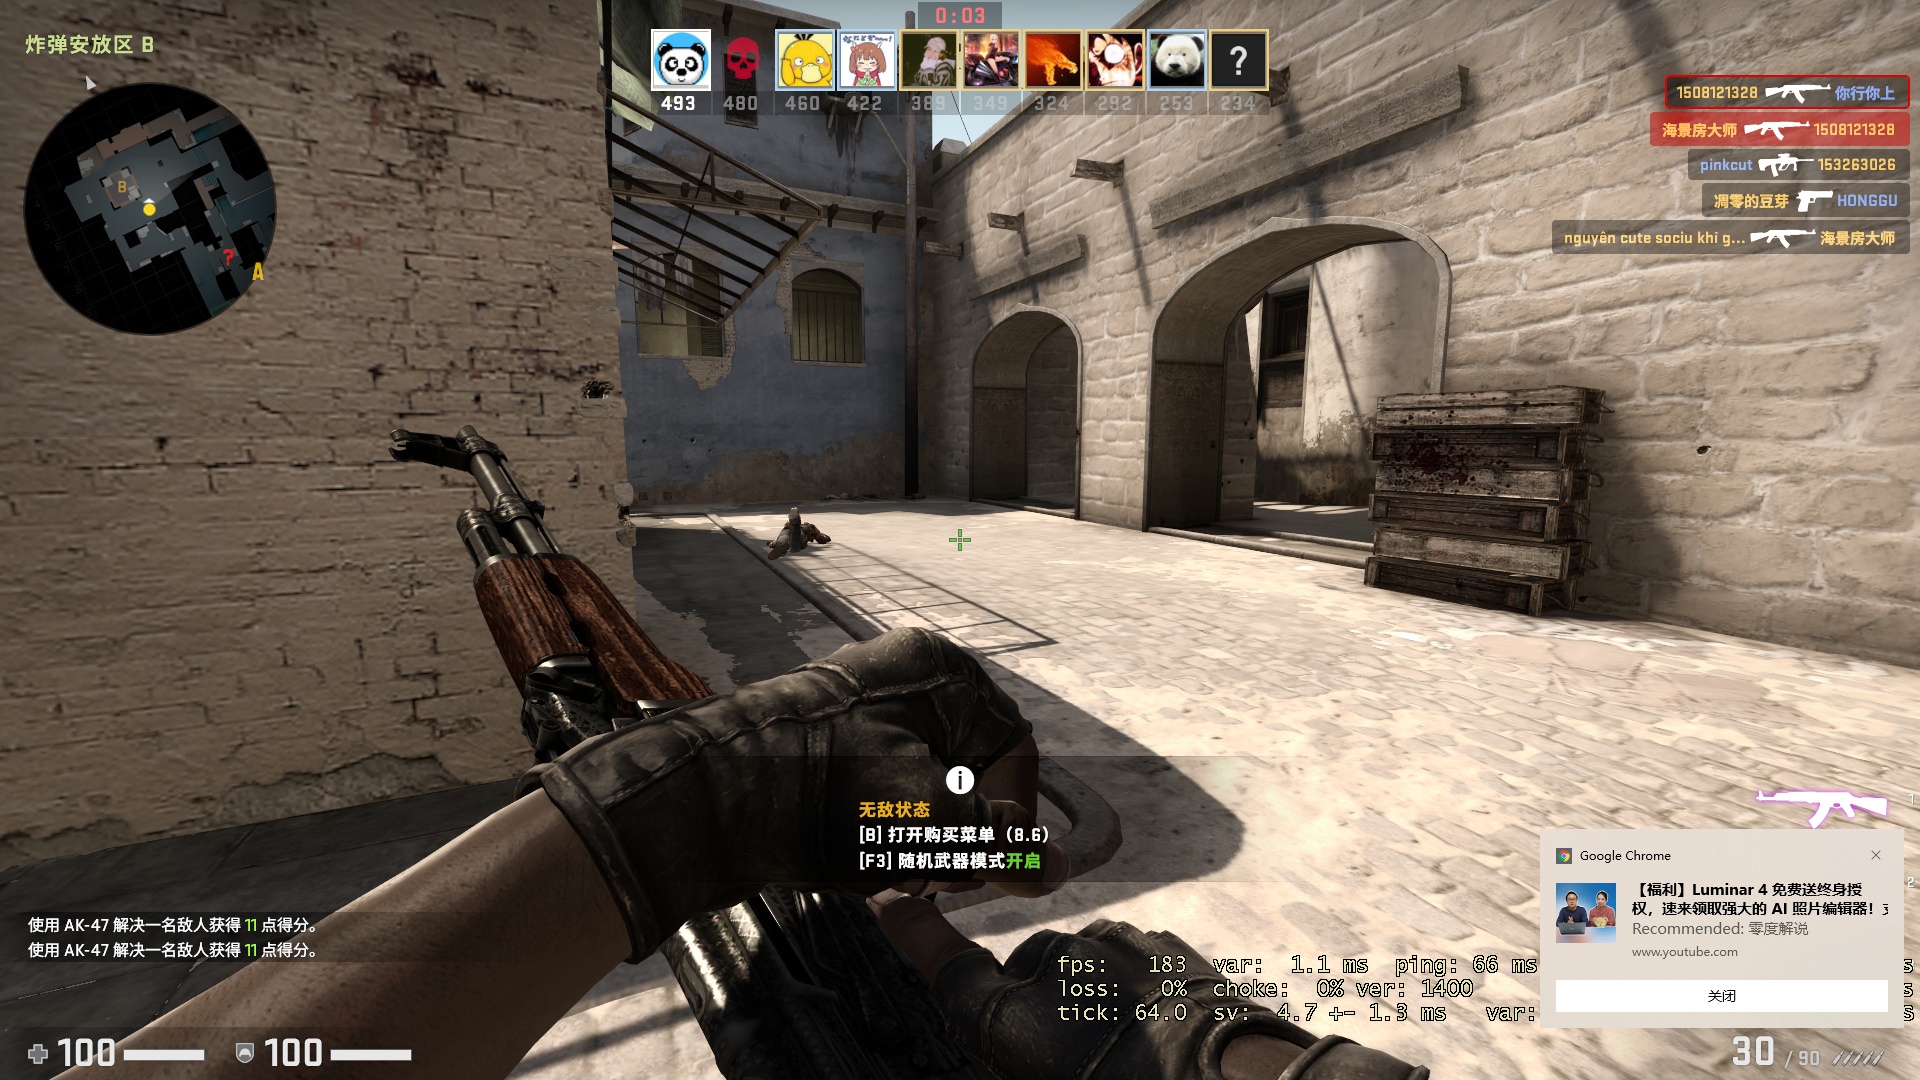 0:03
炸弹安放区 B
?
493 480 460 422 389 349 324 292 253 234
1508121328 你行你上
海景房大师 1508121328
pinkcut 153263026
凋零的豆芽 HONGGU
nguyên cute sociu khi g... 海景房大师
B
?
A
无敌状态
[B] 打开购买菜单（8.6）
[F3] 随机武器模式开启
1
2
Google Chrome
【福利】Luminar 4 免费送终身授
权，速来领取强大的 AI 照片编辑器！
Recommended: 零度解说
www.youtube.com
关闭
使用 AK-47 解决一名敌人获得 11 点得分。
使用 AK-47 解决一名敌人获得 11 点得分。
fps: 183 var: 1.1 ms ping: 66 ms
loss: 0% choke: 0% ver: 1400
tick: 64.0 sv: 4.7 +- 1.3 ms var:
100 100
30 / 90